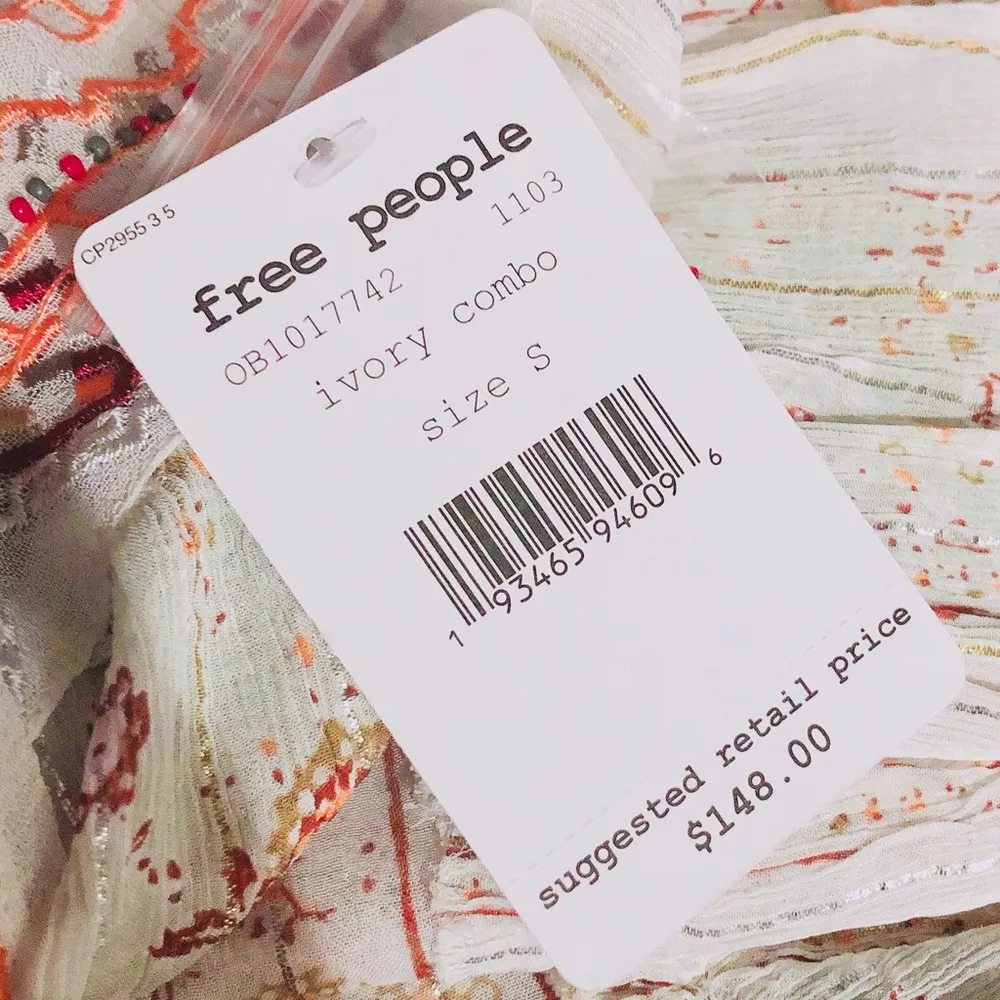 CP2955 3 5
free people
OB1017742 1103
ivory combo
size S
1 93465 94609 6
suggested retail price
$148.00